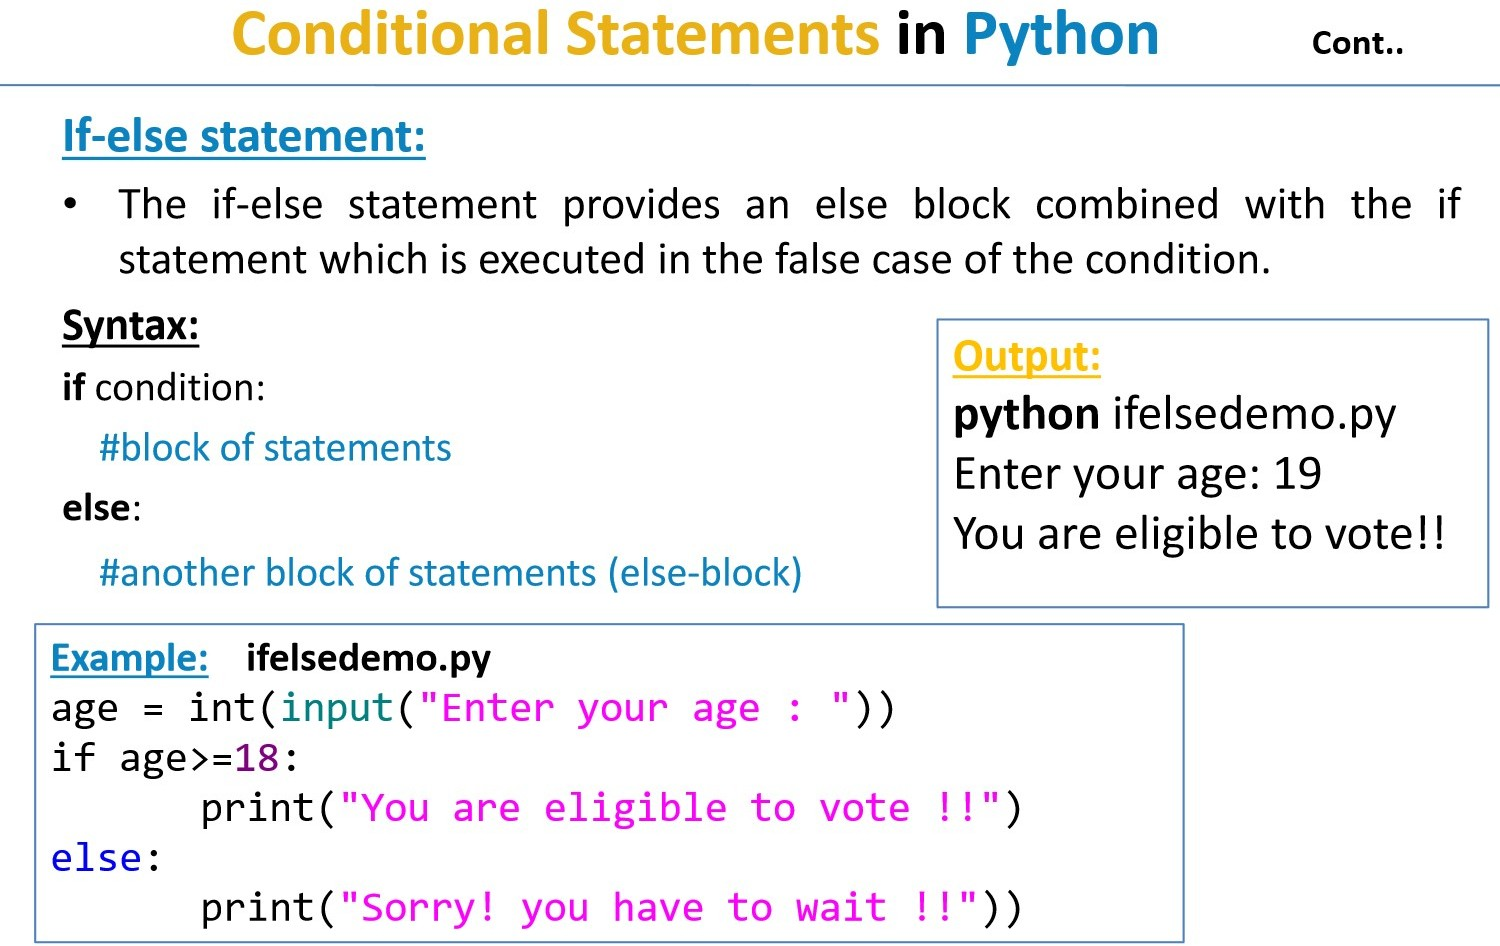 Conditional Statements in Python Cont..
If-else statement:
• The if-else statement provides an else block combined with the if
statement which is executed in the false case of the condition.
Syntax:
if condition:
#block of statements
else:
#another block of statements (else-block)
Output:
python ifelsedemo.py
Enter your age: 19
You are eligible to vote!!
Example: ifelsedemo.py
age = int(input("Enter your age : "))
if age>=18:
print("You are eligible to vote !!")
else:
print("Sorry! you have to wait !!"))